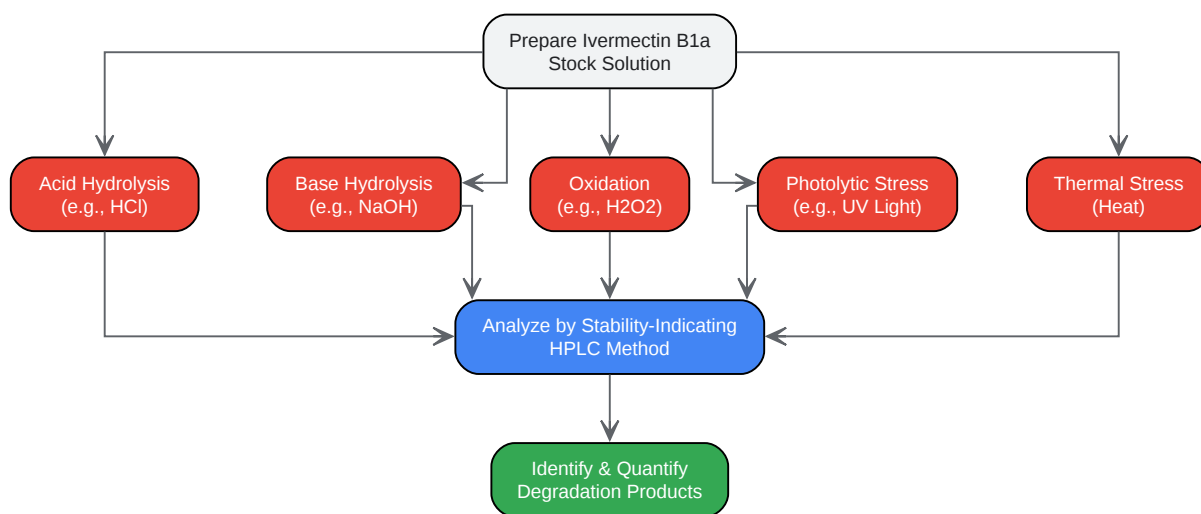 Prepare Ivermectin B1a
Stock Solution
Acid Hydrolysis
(e.g., HCl)
Base Hydrolysis
(e.g., NaOH)
Oxidation
(e.g., H2O2)
Photolytic Stress
(e.g., UV Light)
Thermal Stress
(Heat)
Analyze by Stability-Indicating
HPLC Method
Identify & Quantify
Degradation Products